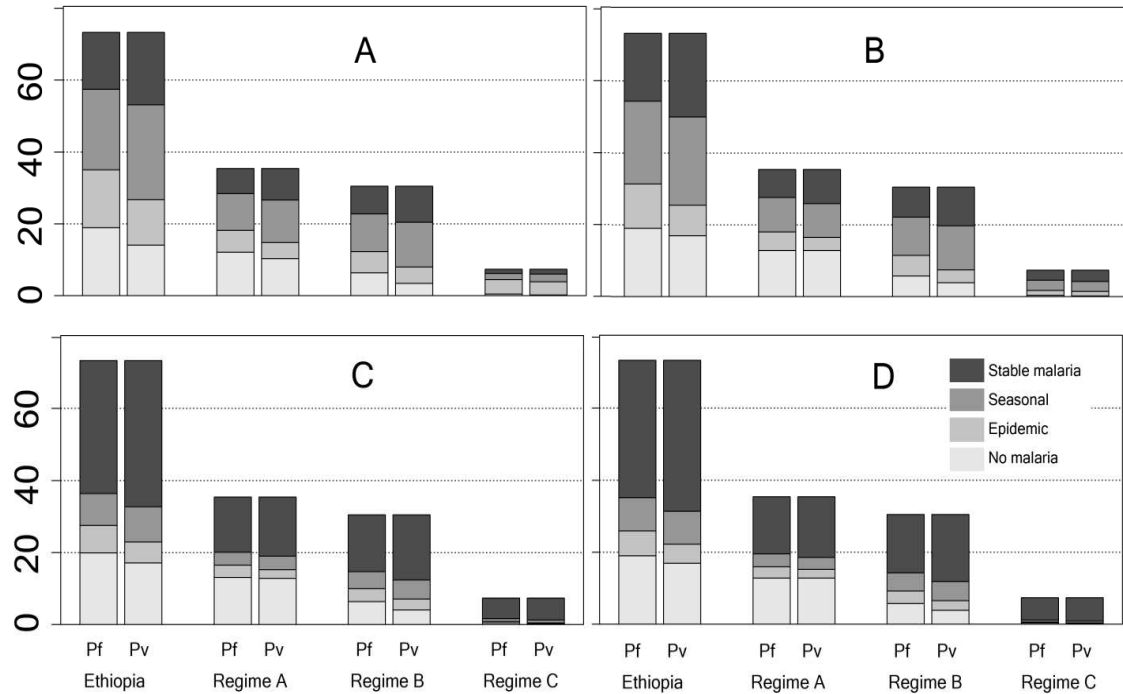 A
B
60
40
20
0
C
D
Stable malaria
Seasonal
Epidemic
No malaria
60
40
20
0
Pf Pv Pf Pv Pf Pv Pf Pv Pf Pv Pf Pv Pf Pv Pf Pv
Ethiopia Regime A Regime B Regime C Ethiopia Regime A Regime B Regime C